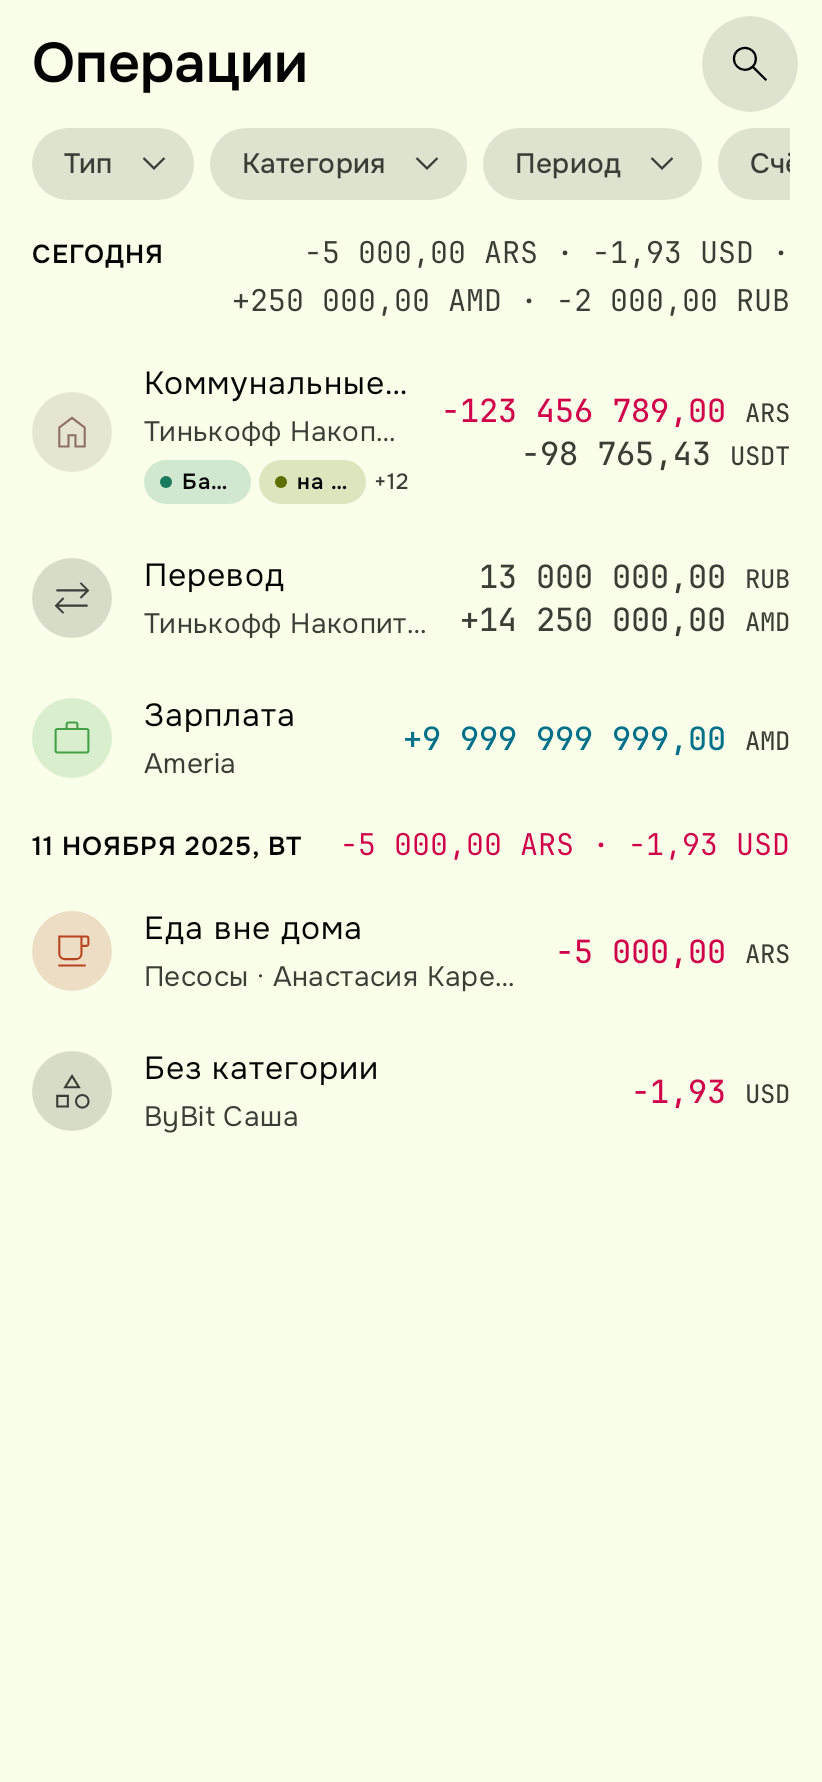 Операции
Тип Категория Период Счё
СЕГОДНЯ -5 000,00 ARS · -1,93 USD ·
+250 000,00 AMD · -2 000,00 RUB
Коммунальные...
-123 456 789,00 ARS
Тинькофф Накоп...
-98 765,43 USDT
Ба... на ... +12
Перевод 13 000 000,00 RUB
Тинькофф Накопит... +14 250 000,00 AMD
Зарплата
+9 999 999 999,00 AMD
Ameria
11 НОЯБРЯ 2025, ВТ -5 000,00 ARS · -1,93 USD
Еда вне дома
-5 000,00 ARS
Песосы · Анастасия Каре...
Без категории
-1,93 USD
ByBit Саша